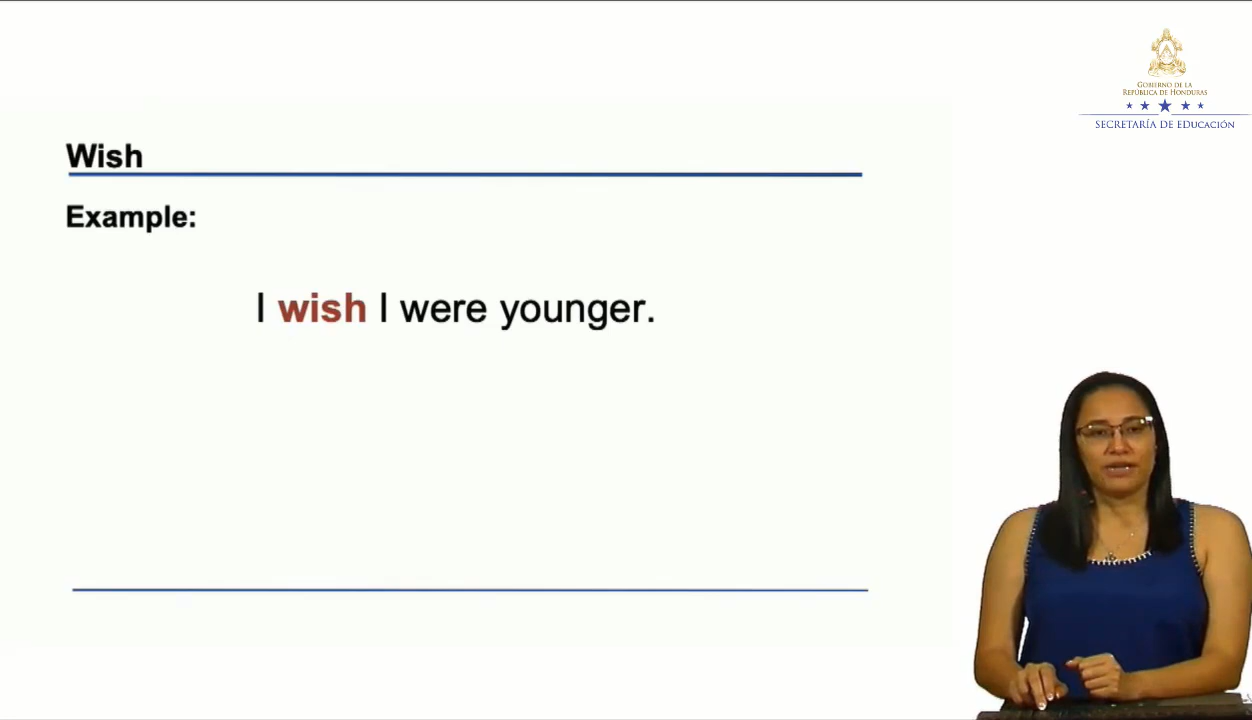 GOBIERNO DE LA
REPÚBLICA DE HONDURAS
SECRETARÍA DE EDUCACIÓN
Wish
Example:
I wish I were younger.